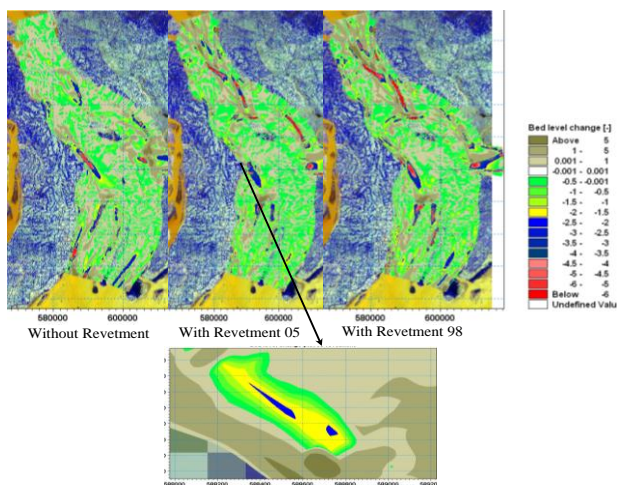 Bed level change [-]
Above 5
1 - 5
0.001 - 1
-0.001 - 0.001
-0.5 - -0.001
-1 - -0.5
-1.5 - -1
-2 - -1.5
-2.5 - -2
-3 - -2.5
-3.5 - -3
-4 - -3.5
-4.5 - -4
-5 - -4.5
-6 - -5
Below -6
Undefined Valu
580000 600000 580000 600000 580000 600000
Without Revetment With Revetment 05 With Revetment 98